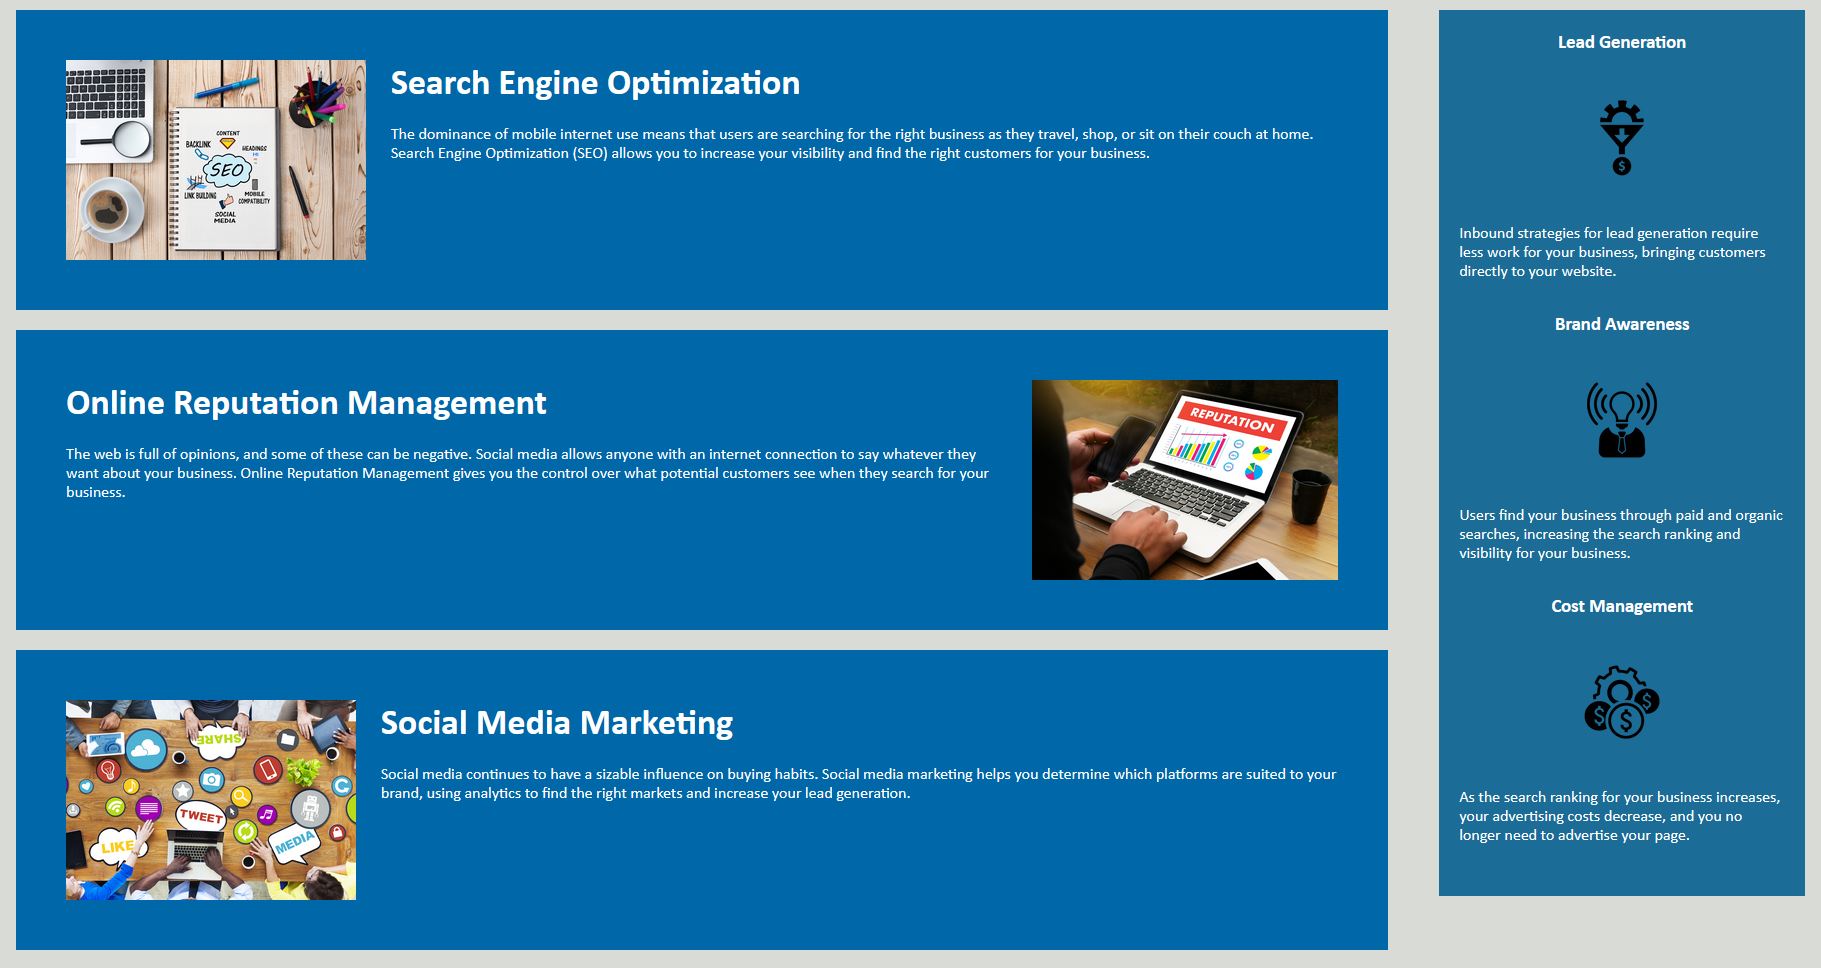 Search Engine Optimization
The dominance of mobile internet use means that users are searching for the right business as they travel, shop, or sit on their couch at home.
Search Engine Optimization (SEO) allows you to increase your visibility and find the right customers for your business.
CONTENT
BACKLINK
HEADINGS
SEO
LINK BUILDING
MOBILE
COMPATIBILITY
SOCIAL
MEDIA
Online Reputation Management
The web is full of opinions, and some of these can be negative. Social media allows anyone with an internet connection to say whatever they
want about your business. Online Reputation Management gives you the control over what potential customers see when they search for your
business.
REPUTATION
Social Media Marketing
Social media continues to have a sizable influence on buying habits. Social media marketing helps you determine which platforms are suited to your
brand, using analytics to find the right markets and increase your lead generation.
SHARE
TWEET
LIKE
MEDIA
Lead Generation
$
Inbound strategies for lead generation require
less work for your business, bringing customers
directly to your website.
Brand Awareness
Users find your business through paid and organic
searches, increasing the search ranking and
visibility for your business.
Cost Management
$ $ $
As the search ranking for your business increases,
your advertising costs decrease, and you no
longer need to advertise your page.